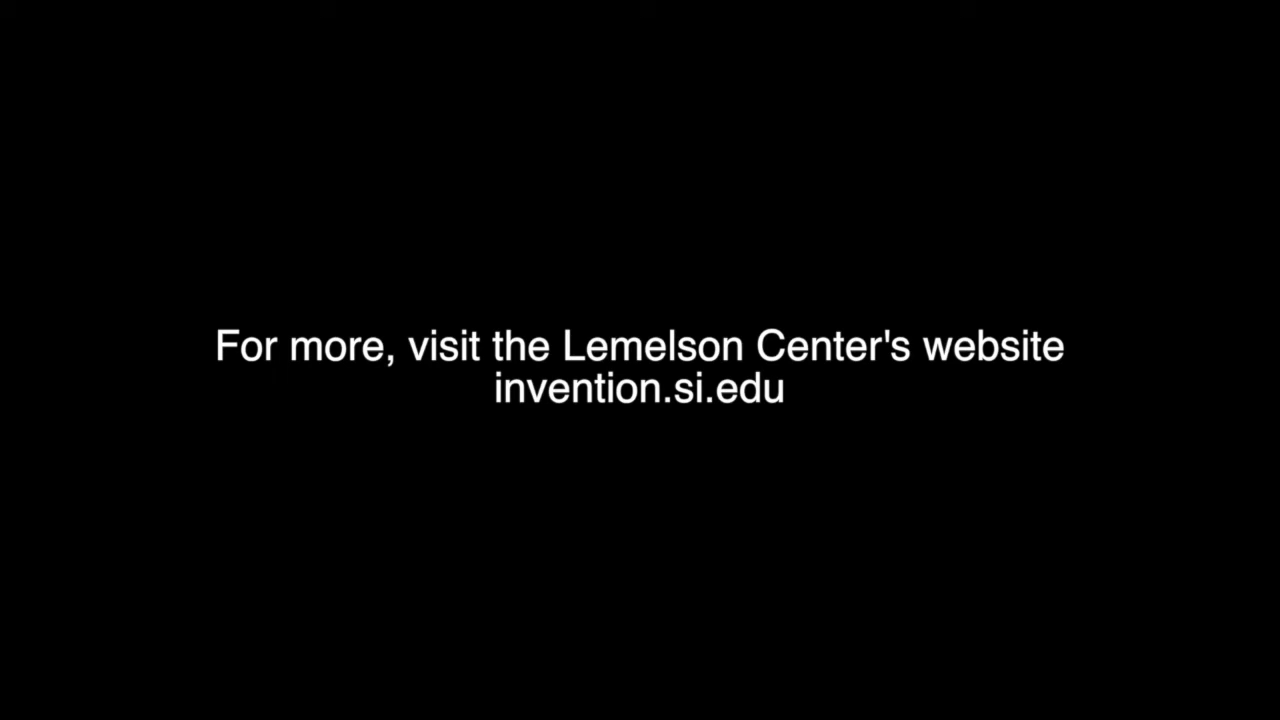 For more, visit the Lemelson Center's website
invention.si.edu